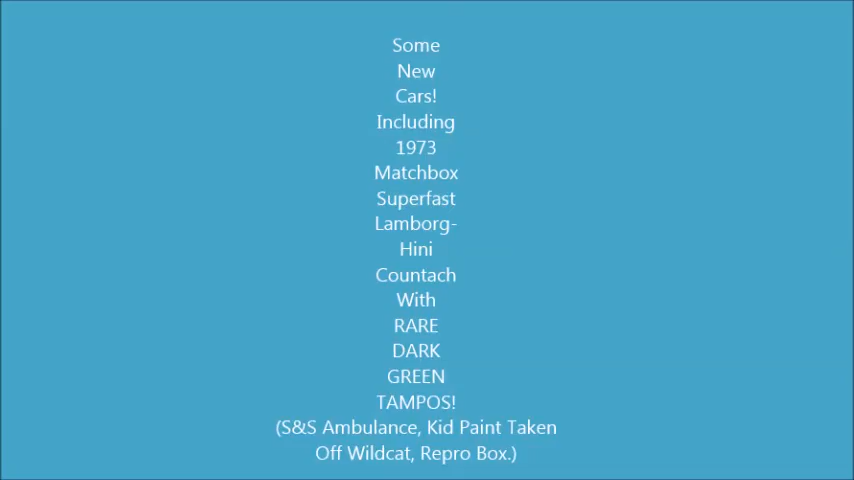 Some
New
Cars!
Including
1973
Matchbox
Superfast
Lamborg-
Hini
Countach
With
RARE
DARK
GREEN
TAMPOS!
(S&S Ambulance, Kid Paint Taken
Off Wildcat, Repro Box.)